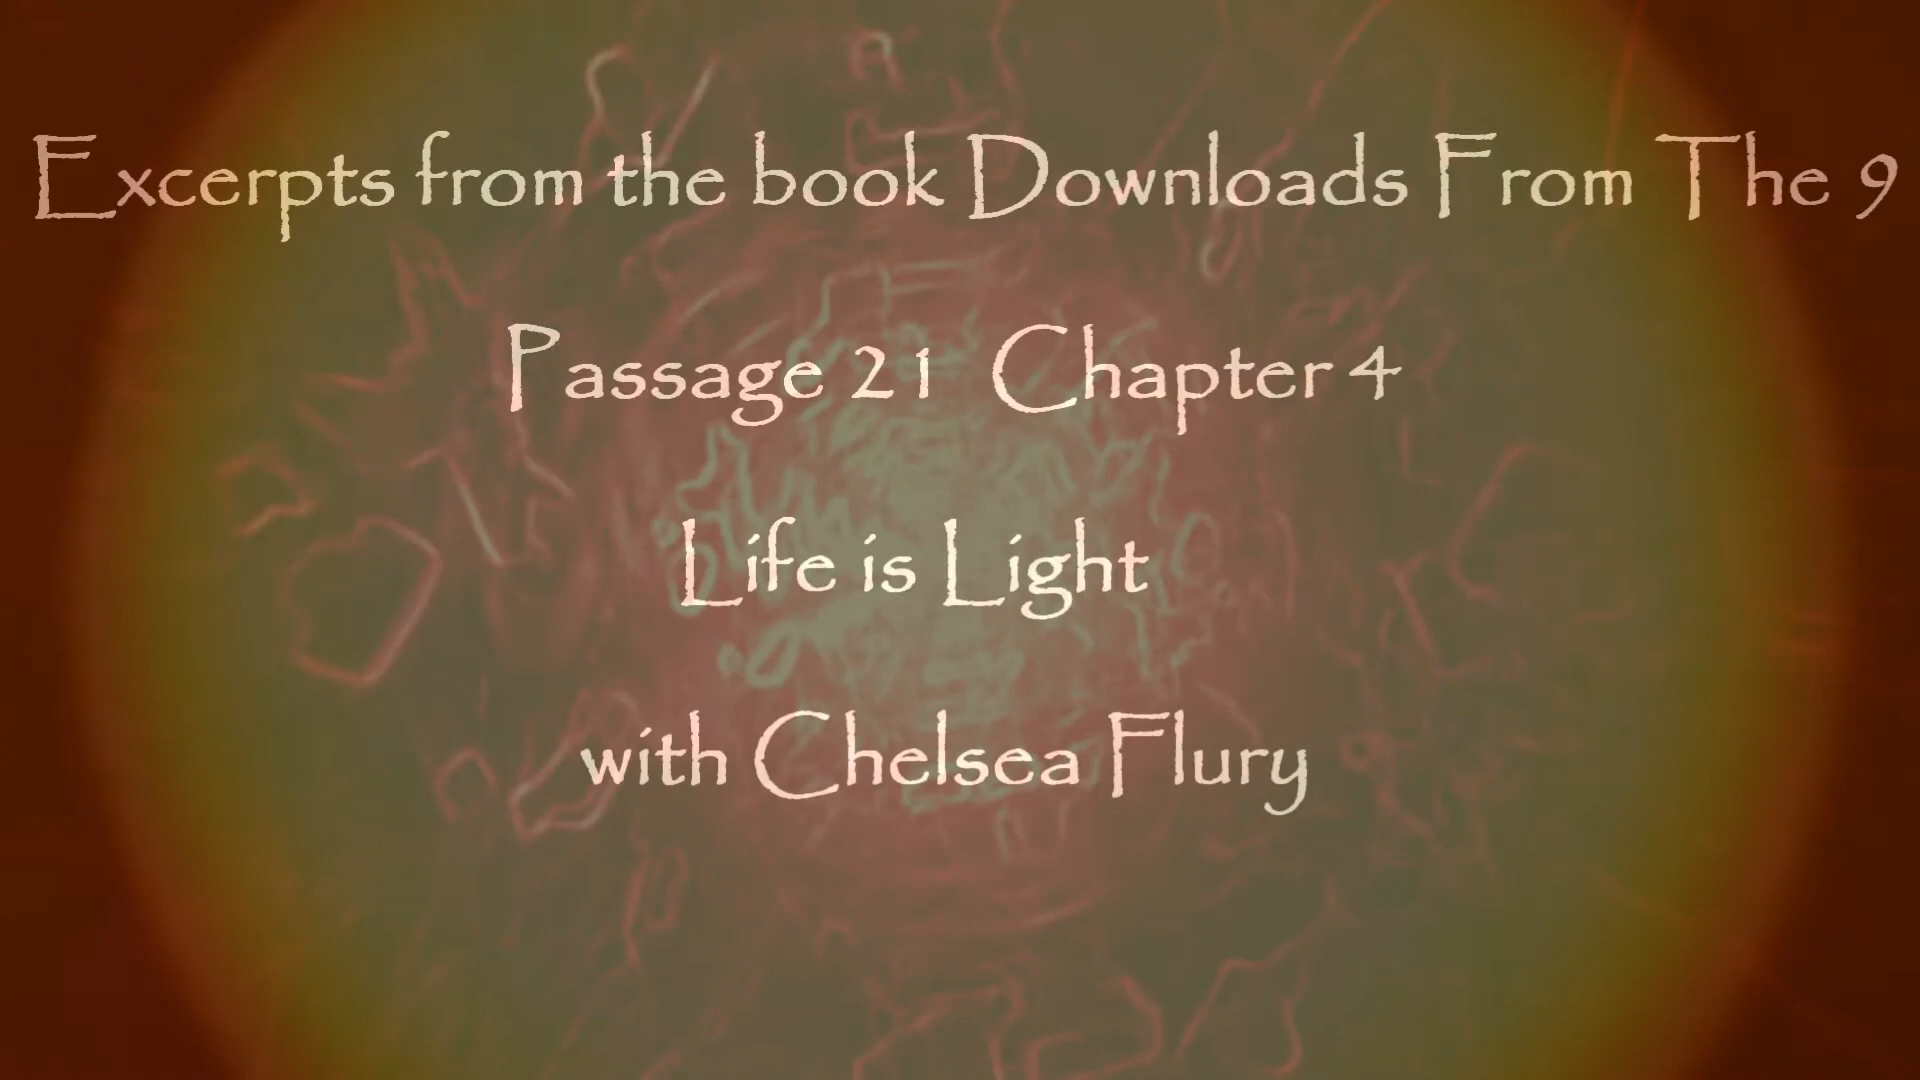 Excerpts from the book Downloads From The 9
Passage 21 Chapter 4
Life is Light
with Chelsea Flury